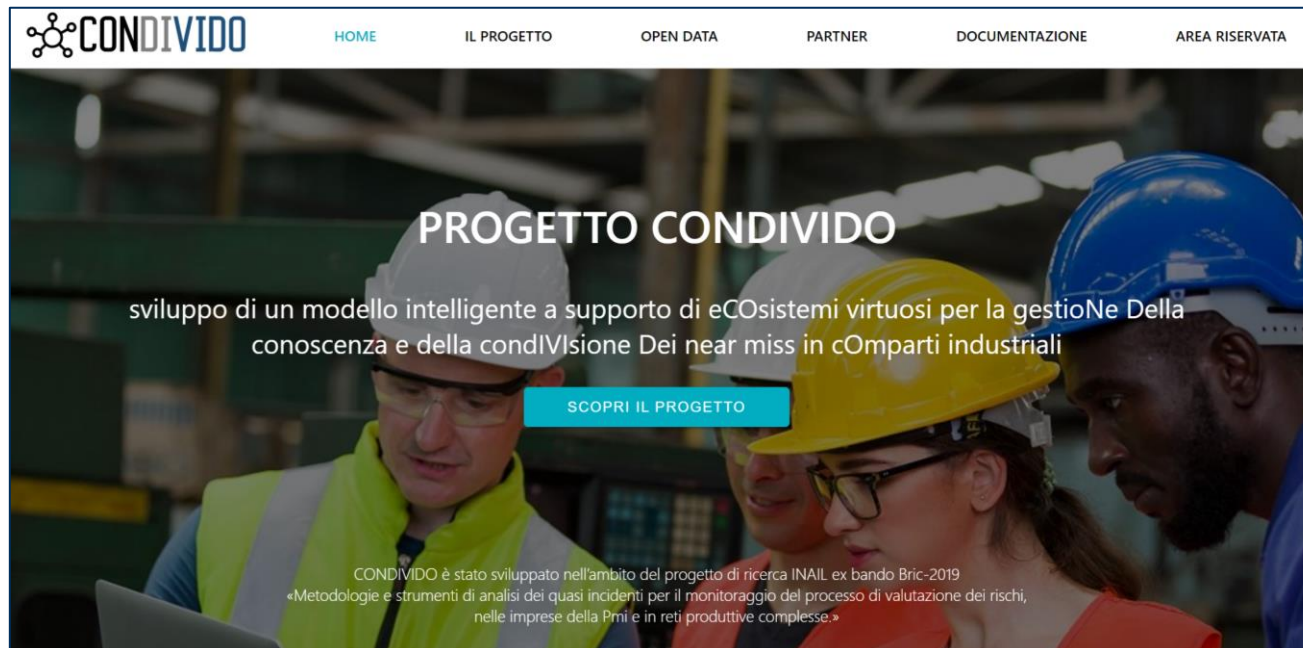 CONDIVIDO
HOME
IL PROGETTO
OPEN DATA
PARTNER
DOCUMENTAZIONE
AREA RISERVATA
PROGETTO CONDIVIDO
sviluppo di un modello intelligente a supporto di eCOsistemi virtuosi per la gestioNe Della
conoscenza e della condIVIsione Dei near miss in cOmparti industriali
SCOPRI IL PROGETTO
CONDIVIDO è stato sviluppato nell'ambito del progetto di ricerca INAIL ex bando Bric-2019
«Metodologie e strumenti di analisi dei quasi incidenti per il monitoraggio del processo di valutazione dei rischi,
nelle imprese della Pmi e in reti produttive complesse.»